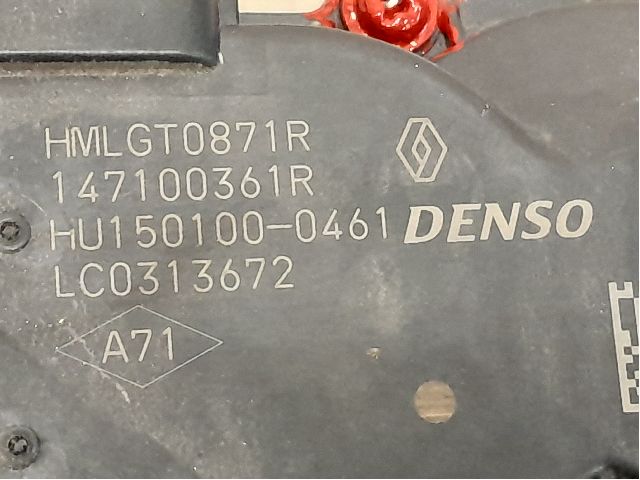 HMLGT0871R
147100361R
HU150100-0461 DENSO
LC0313672
A71